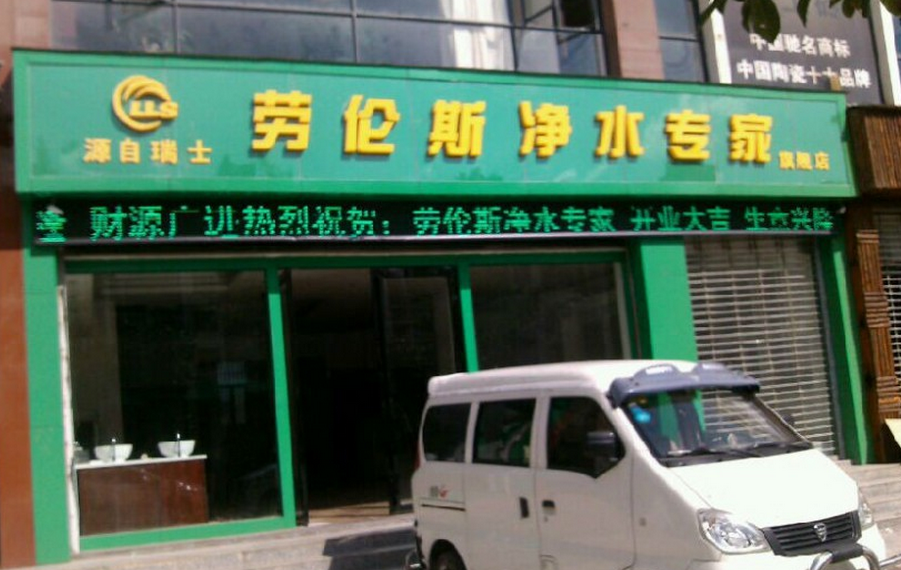 中国驰名商标
中国陶瓷十大品牌
LLS
源自瑞士
劳伦斯净水专家
旗舰店
隆 财源广进热烈祝贺：劳伦斯净水专家 开业大吉 生意兴隆